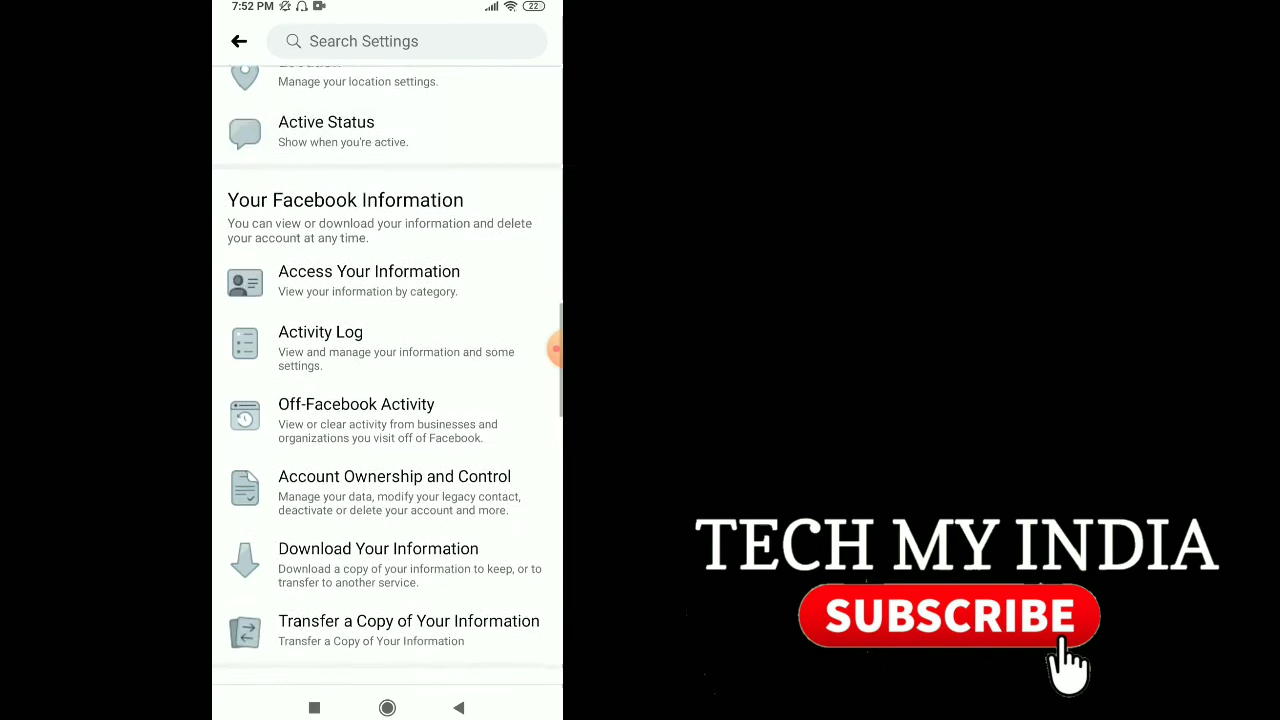 7:52 PM
22
Search Settings
Manage your location settings.
Active Status
Show when you're active.
Your Facebook Information
You can view or download your information and delete
your account at any time.
Access Your Information
View your information by category.
Activity Log
View and manage your information and some
settings.
Off-Facebook Activity
View or clear activity from businesses and
organizations you visit off of Facebook.
Account Ownership and Control
Manage your data, modify your legacy contact,
deactivate or delete your account and more.
Download Your Information
Download a copy of your information to keep, or to
transfer to another service.
Transfer a Copy of Your Information
Transfer a Copy of Your Information
TECH MY INDIA
SUBSCRIBE